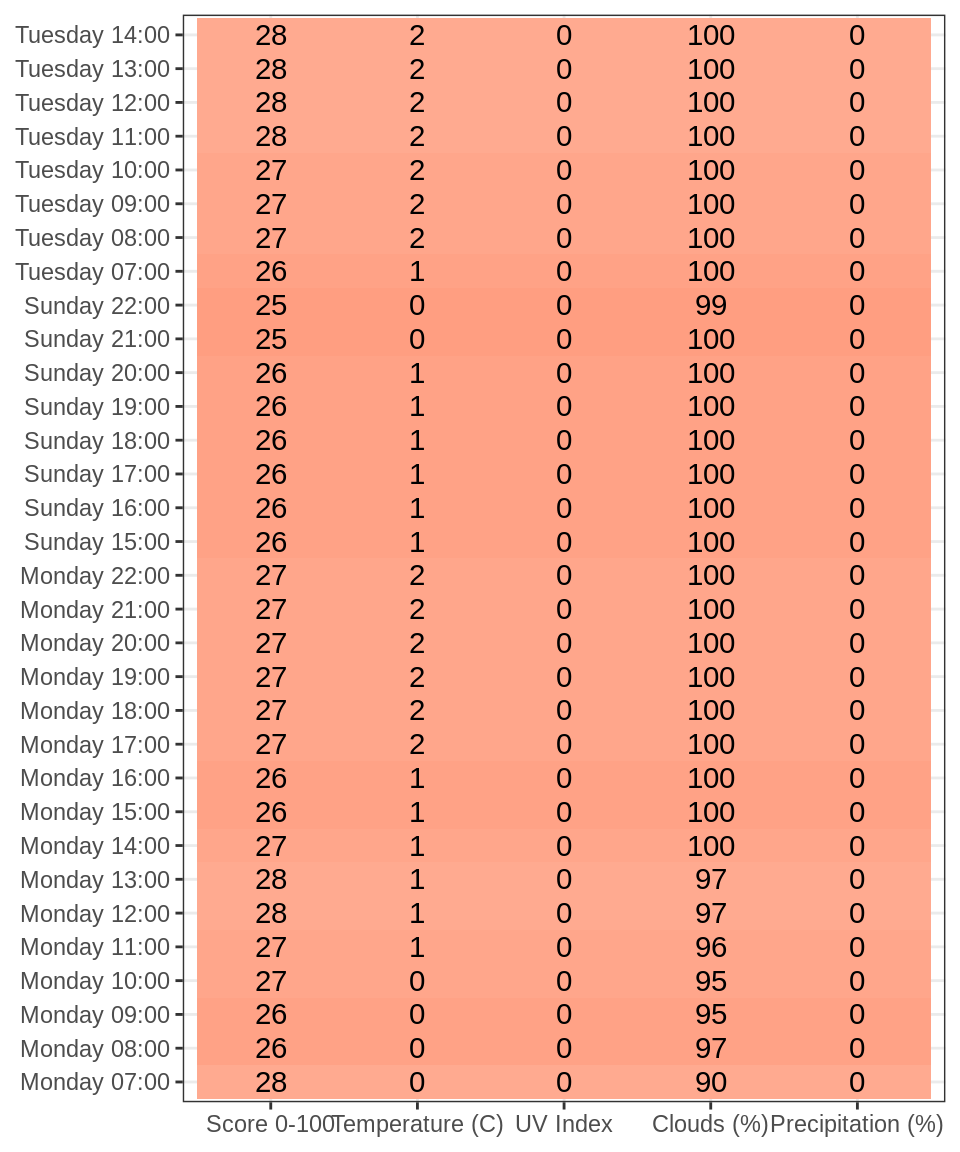 Tuesday 14:00 28 2 0 100 0
Tuesday 13:00 28 2 0 100 0
Tuesday 12:00 28 2 0 100 0
Tuesday 11:00 28 2 0 100 0
Tuesday 10:00 27 2 0 100 0
Tuesday 09:00 27 2 0 100 0
Tuesday 08:00 27 2 0 100 0
Tuesday 07:00 26 1 0 100 0
Sunday 22:00 25 0 0 99 0
Sunday 21:00 25 0 0 100 0
Sunday 20:00 26 1 0 100 0
Sunday 19:00 26 1 0 100 0
Sunday 18:00 26 1 0 100 0
Sunday 17:00 26 1 0 100 0
Sunday 16:00 26 1 0 100 0
Sunday 15:00 26 1 0 100 0
Monday 22:00 27 2 0 100 0
Monday 21:00 27 2 0 100 0
Monday 20:00 27 2 0 100 0
Monday 19:00 27 2 0 100 0
Monday 18:00 27 2 0 100 0
Monday 17:00 27 2 0 100 0
Monday 16:00 26 1 0 100 0
Monday 15:00 26 1 0 100 0
Monday 14:00 27 1 0 100 0
Monday 13:00 28 1 0 97 0
Monday 12:00 28 1 0 97 0
Monday 11:00 27 1 0 96 0
Monday 10:00 27 0 0 95 0
Monday 09:00 26 0 0 95 0
Monday 08:00 26 0 0 97 0
Monday 07:00 28 0 0 90 0
Score 0-100 Temperature (C) UV Index Clouds (%) Precipitation (%)